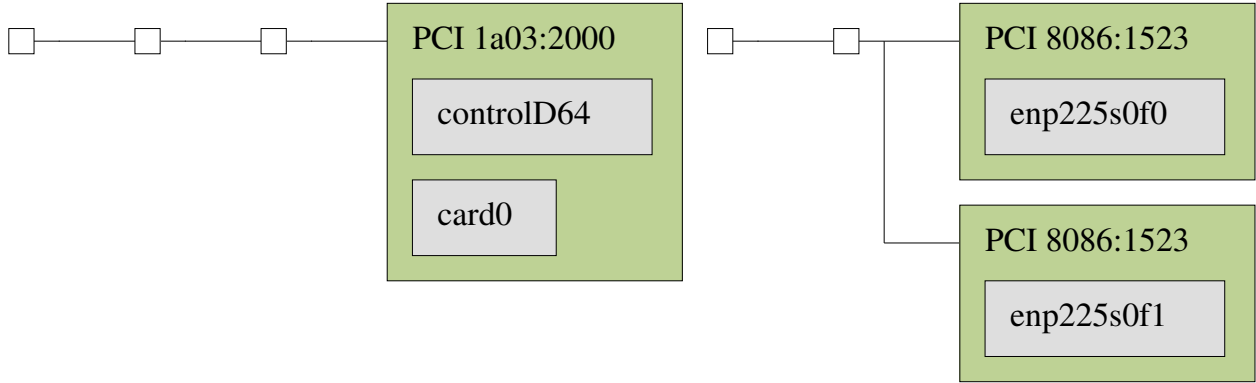 PCI 1a03:2000
controlD64
card0
PCI 8086:1523
enp225s0f0
PCI 8086:1523
enp225s0f1